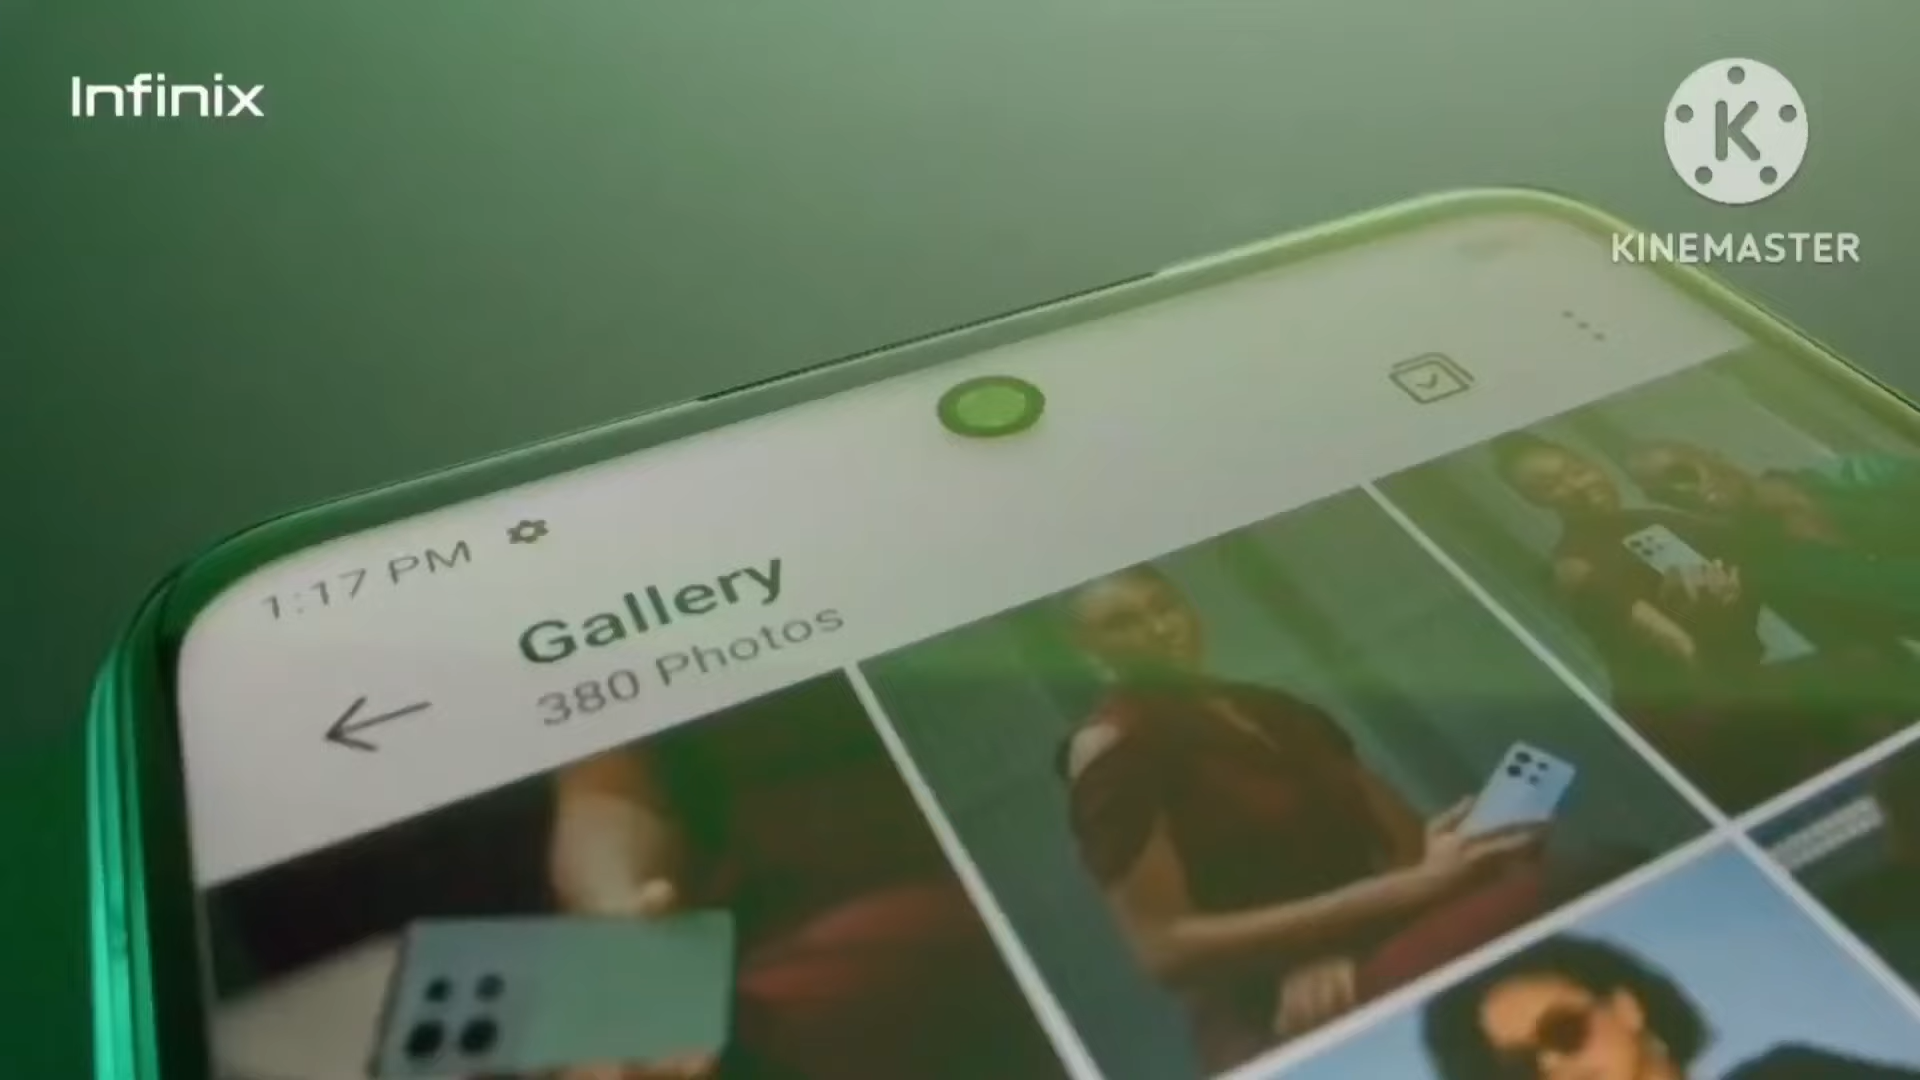 Infinix
K
KINEMASTER
1:17 PM
Gallery
380 Photos